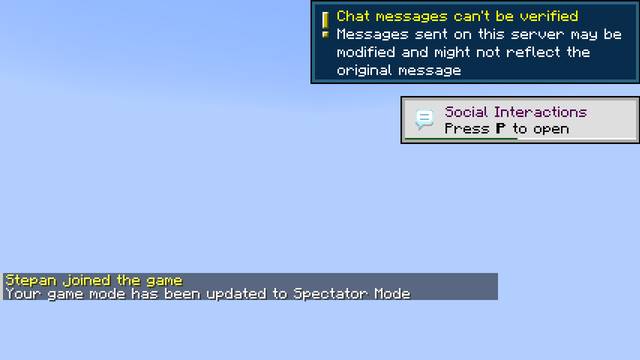 Chat messages can't be verified
Messages sent on this server may be
modified and might not reflect the
original message
Social Interactions
Press P to open
Stepan joined the game
Your game mode has been updated to Spectator Mode